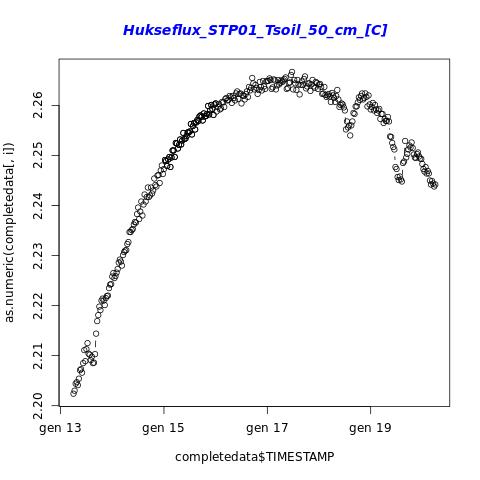 Hukseflux_STP01_Tsoil_50_cm_[C]
as.numeric(completedata[, i])
2.26
2.25
2.24
2.23
2.22
2.21
2.20
gen 13 gen 15 gen 17 gen 19
completedata$TIMESTAMP